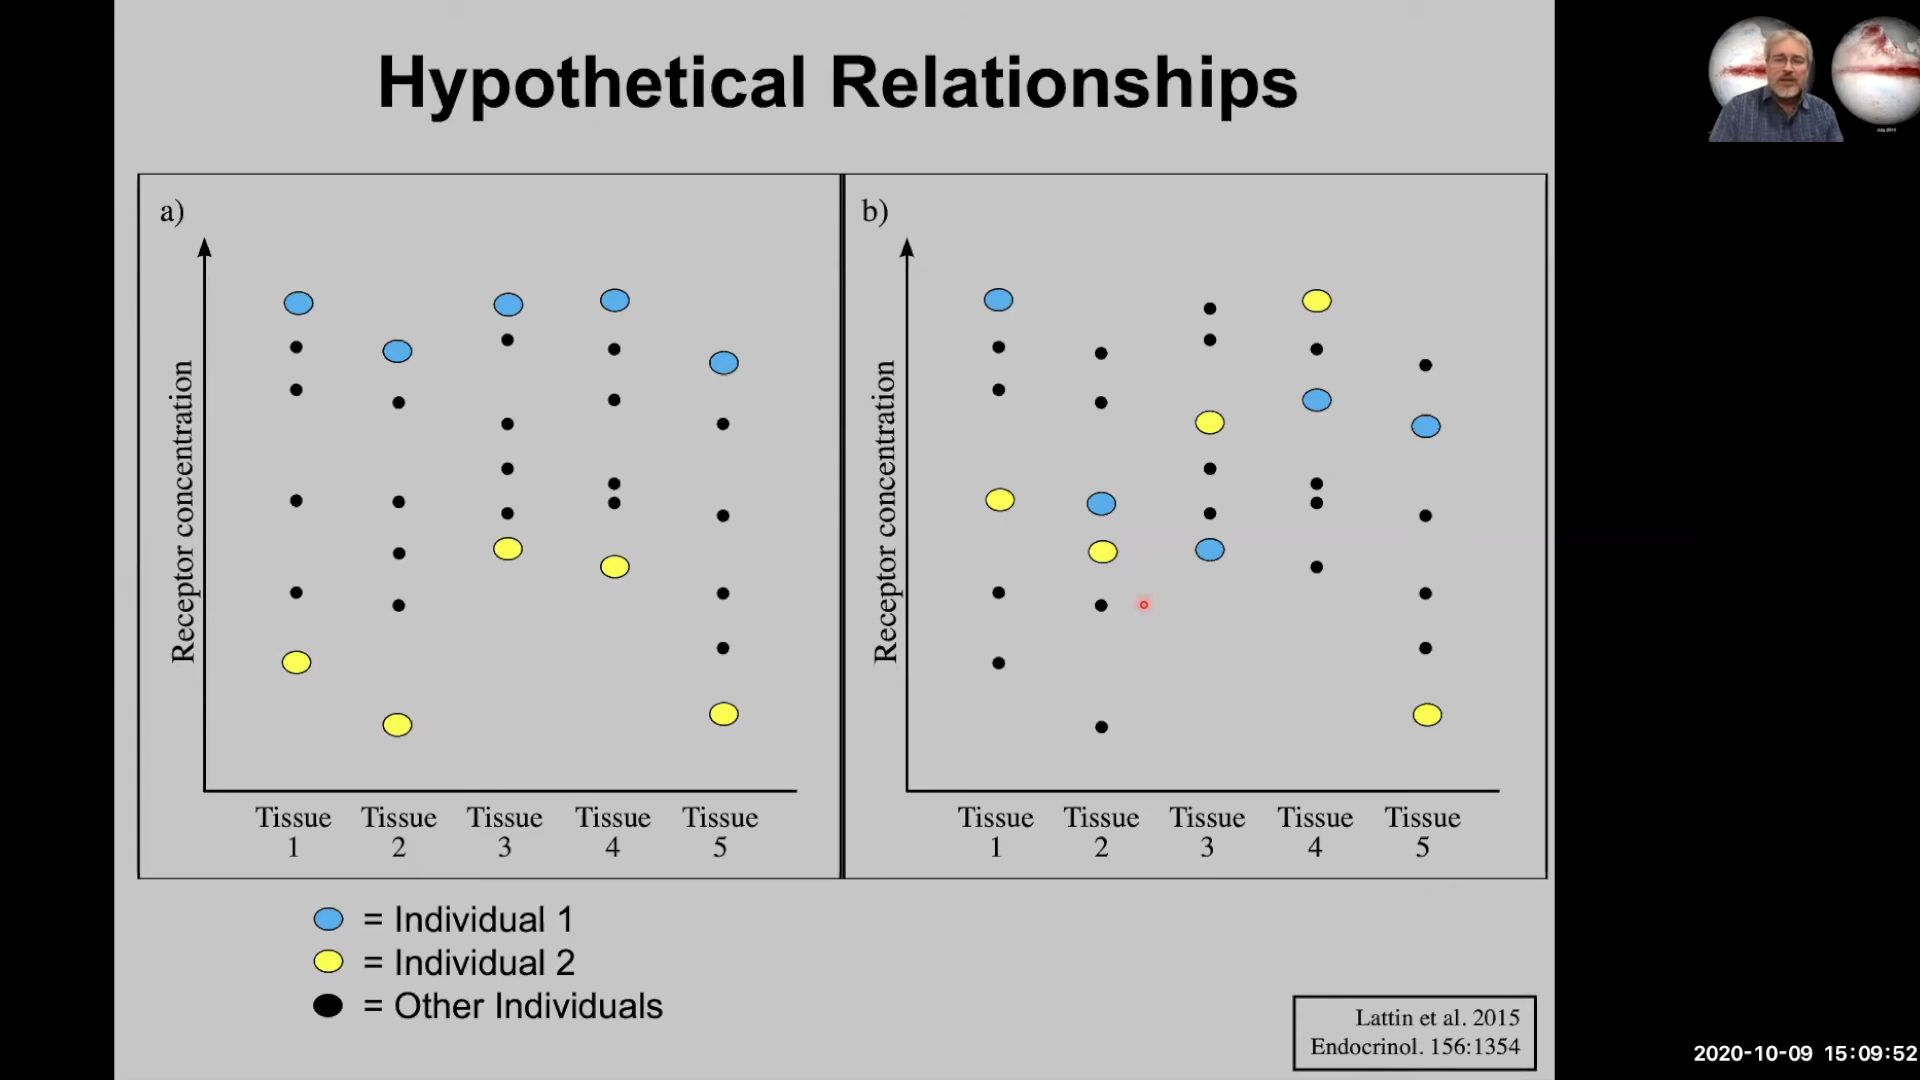 Hypothetical Relationships
a)
Receptor concentration
Tissue Tissue Tissue Tissue Tissue
1 2 3 4 5
b)
Receptor concentration
Tissue Tissue Tissue Tissue Tissue
1 2 3 4 5
= Individual 1
= Individual 2
= Other Individuals
Lattin et al. 2015
Endocrinol. 156:1354
2020-10-09 15:09:52